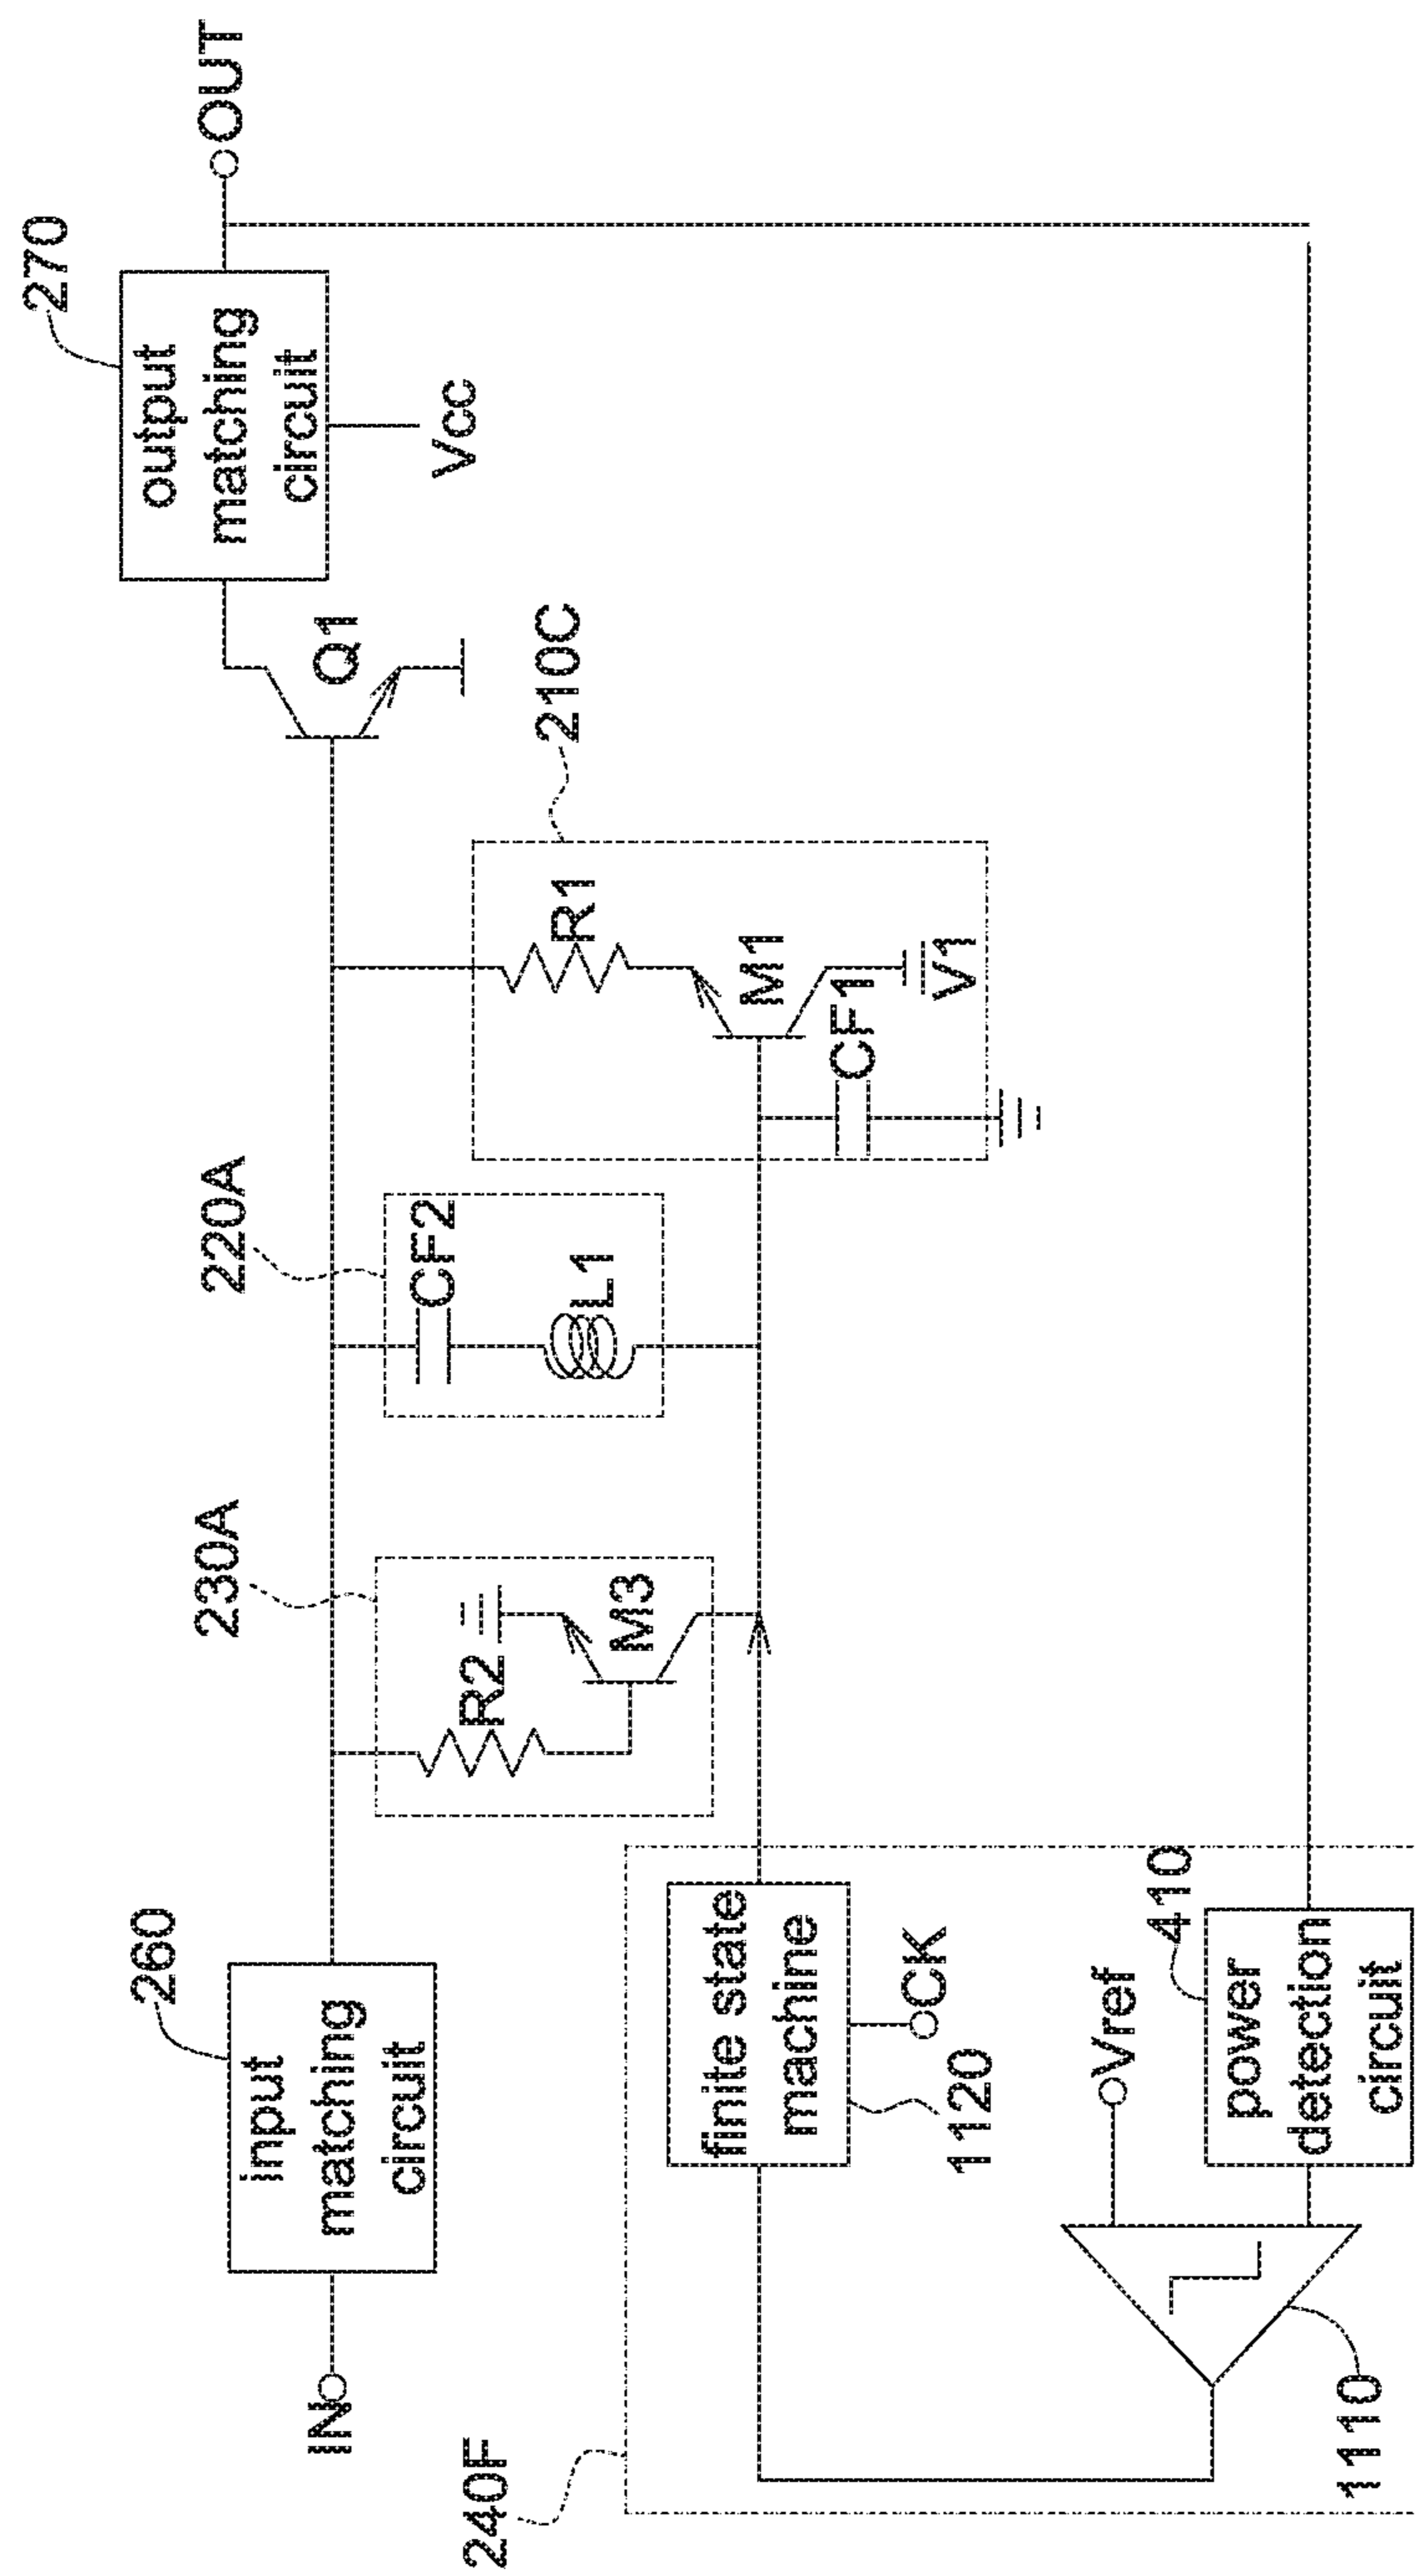 270
OUT
output
matching
circuit
Vcc
Q1
210C
R1
M1
CF1
V1
220A
CF2
L1
230A
R2
M3
260
input
matching
circuit
IN
240F
finite state
machine
CK
1120
Vref
410
power
detection
circuit
1110